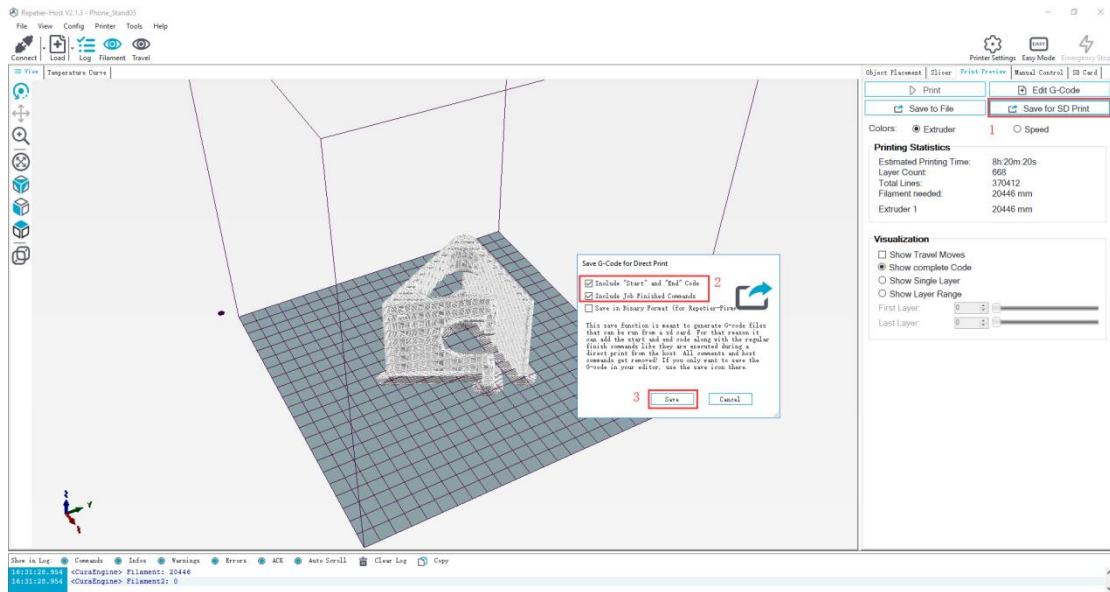 Repetier-Host V2.1.3 - Phone_Stand05
File View Config Printer Tools Help
Connect Load Log Filament Travel
Printer Settings Easy Mode Emergency Stop
EASY
3D View Temperature Curve
Object Placement Slicer Print Preview Manual Control SD Card
Print Edit G-Code
Save to File Save for SD Print
Colors: Extruder 1 Speed
Printing Statistics
Estimated Printing Time: 8h:20m:20s
Layer Count: 668
Total Lines: 370412
Filament needed: 20446 mm
Extruder 1 20446 mm
Visualization
Show Travel Moves
Show complete Code
Show Single Layer
Show Layer Range
First Layer: 0
Last Layer: 0
Save G-Code for Direct Print
Include "Start" and "End" Code 2
Include Job Finished Commands
Save in Binary Format (for Repetier-Firm
This save function is meant to generate G-code files
that can be run from a sd card. For that reason it
can add the start and end code along with the regular
finish commands like they are executed during a
direct print from the host. All comments and host
commands get removed! If you only want to save the
G-code in your editor, use the save icon there.
3 Save Cancel
Z
Y
Show in Log: Commands Infos Warnings Errors ACK Auto Scroll Clear Log Copy
16:31:28.954 <CuraEngine> Filament: 20446
16:31:28.954 <CuraEngine> Filament2: 0